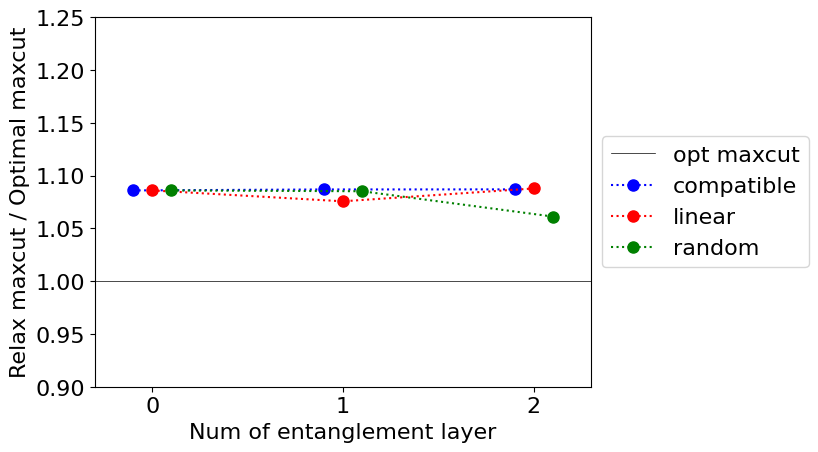 Relax maxcut / Optimal maxcut
1.25
1.20
1.15
1.10
1.05
1.00
0.95
0.90
0 1 2
Num of entanglement layer
opt maxcut
compatible
linear
random